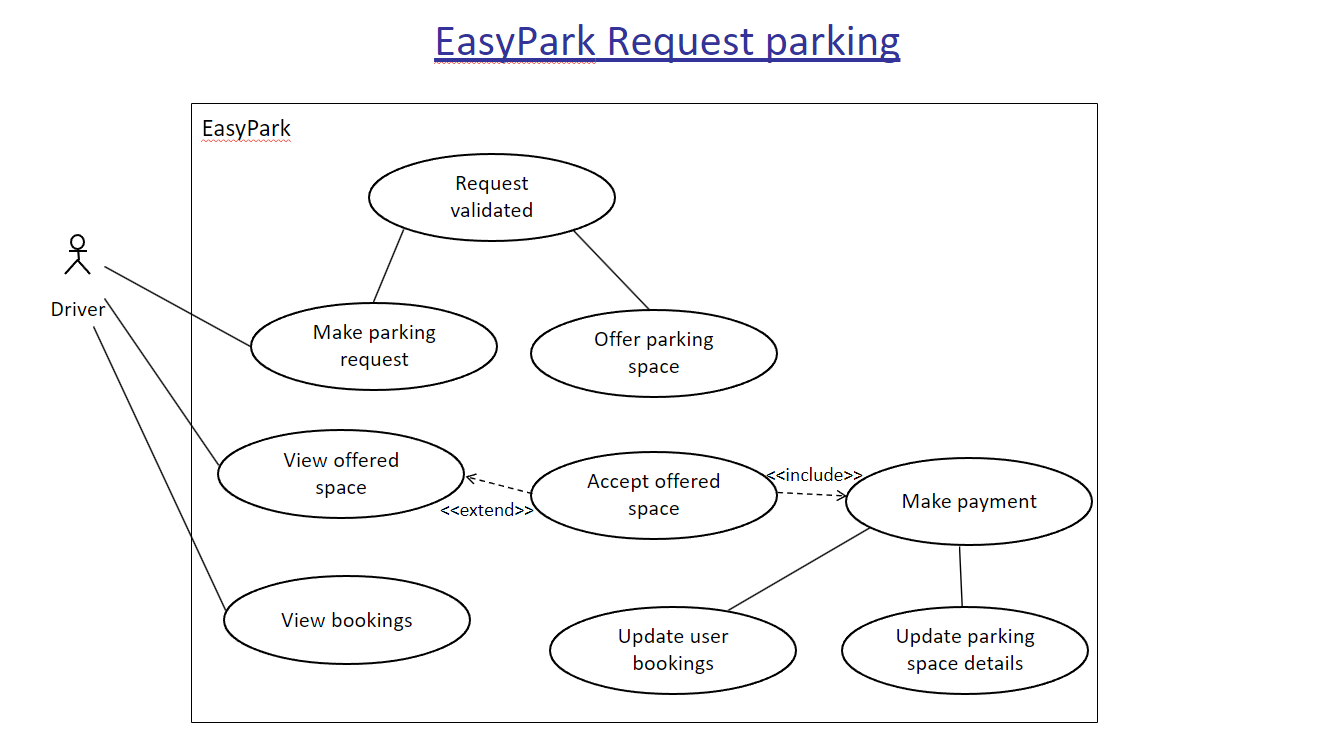 EasyPark Request parking
EasyPark
Request
validated
Driver
Make parking
request
Offer parking
space
View offered
space
<<extend>>
Accept offered
space
<<include>>
Make payment
View bookings
Update user
bookings
Update parking
space details